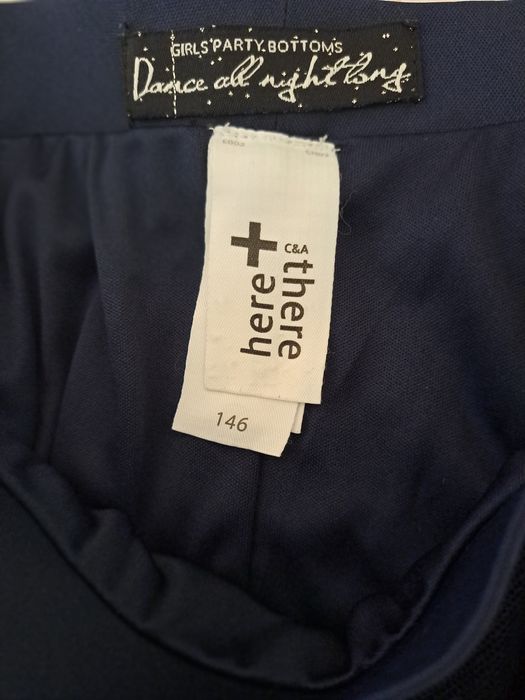 GIRLS' PARTY BOTTOMS
Dance all night long
C&A
here + there
146